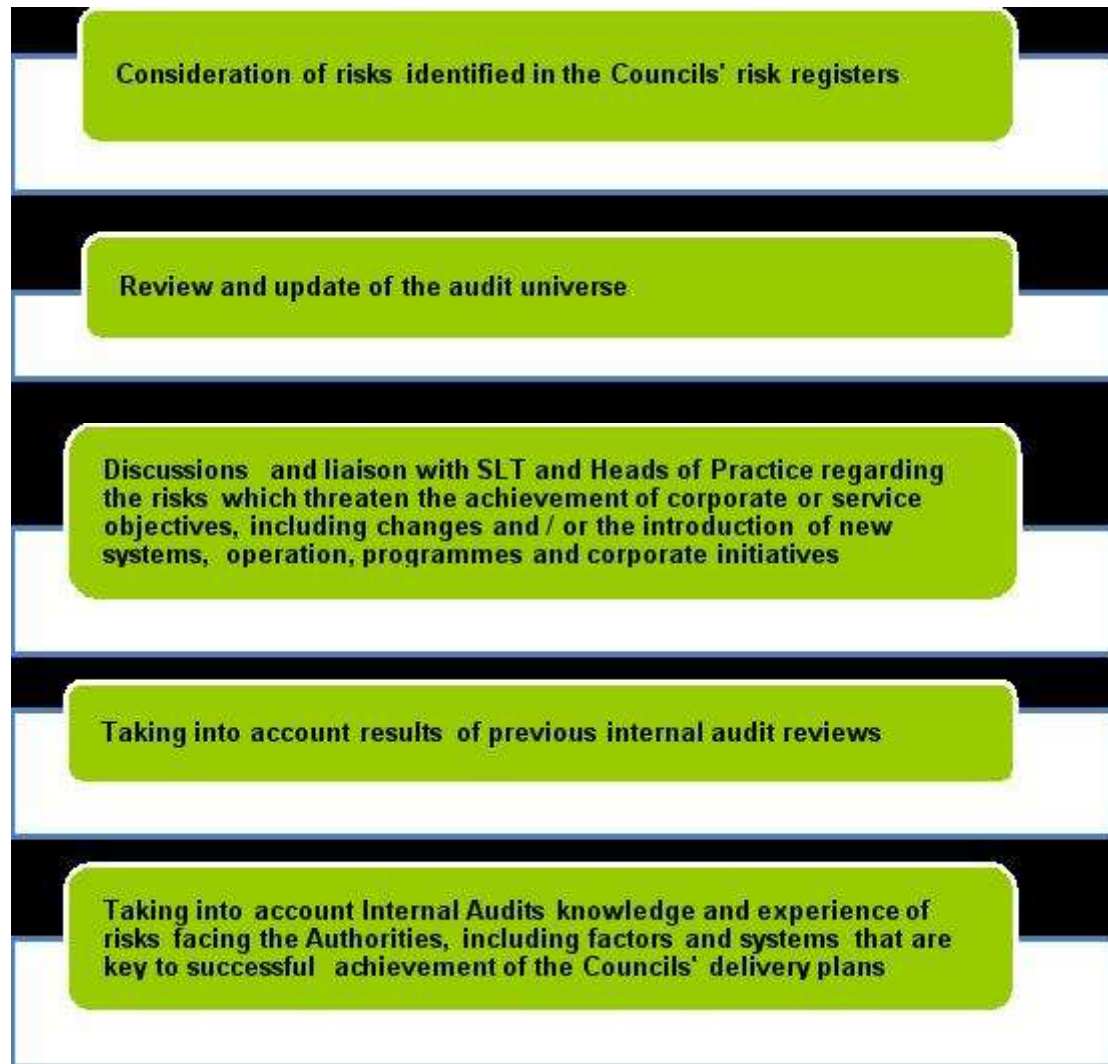 Consideration of risks identified in the Councils' risk registers
Review and update of the audit universe
Discussions and liaison with SLT and Heads of Practice regarding
the risks which threaten the achievement of corporate or service
objectives, including changes and / or the introduction of new
systems, operation, programmes and corporate initiatives
Taking into account results of previous internal audit reviews
Taking into account Internal Audits knowledge and experience of
risks facing the Authorities, including factors and systems that are
key to successful achievement of the Councils' delivery plans